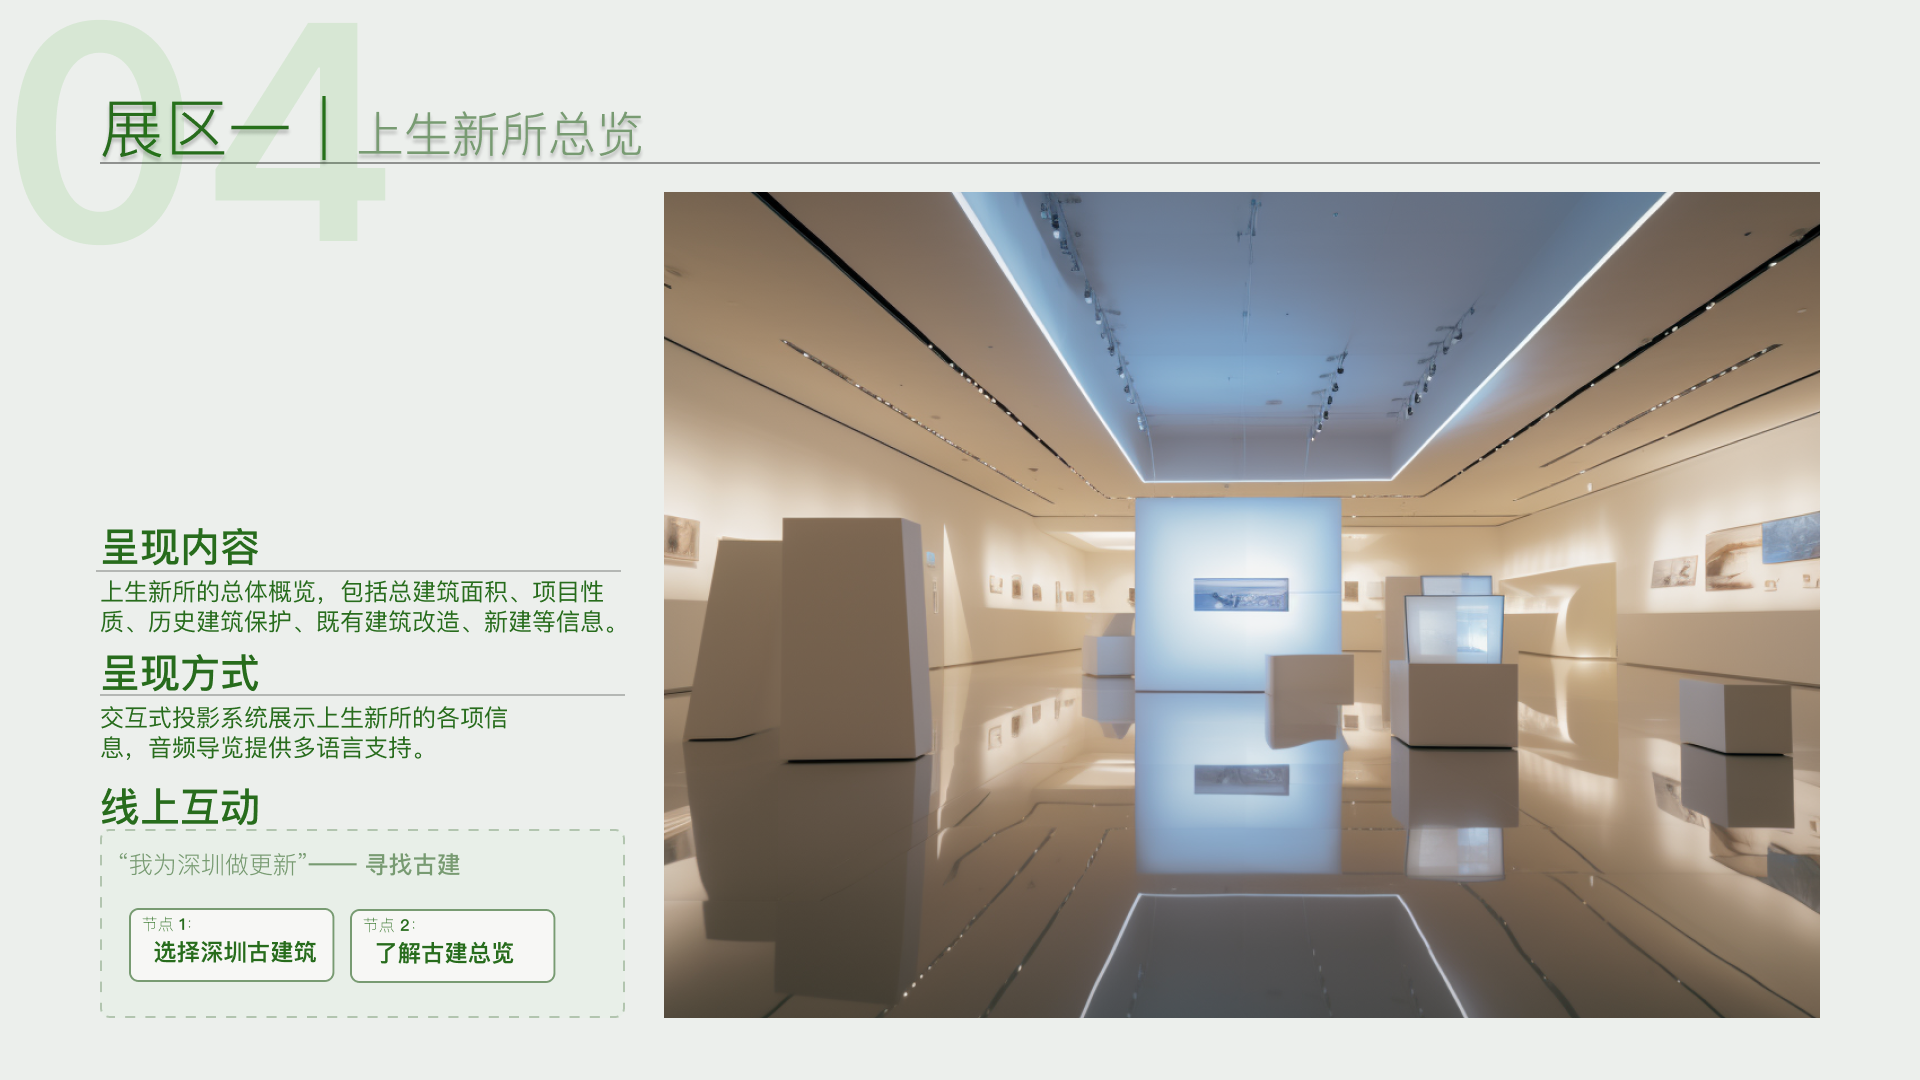 04
展区一｜上生新所总览
呈现内容
上生新所的总体概览，包括总建筑面积、项目性
质、历史建筑保护、既有建筑改造、新建等信息。
呈现方式
交互式投影系统展示上生新所的各项信
息，音频导览提供多语言支持。
线上互动
“我为深圳做更新”—— 寻找古建
节点 1:
选择深圳古建筑
节点 2:
了解古建总览